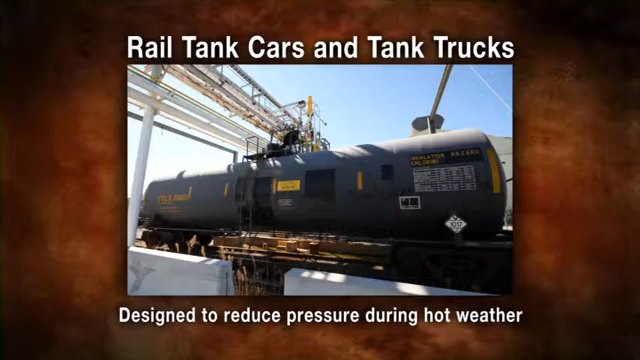 Rail Tank Cars and Tank Trucks
INHALATION HAZARD
CHLORINE
1017
Designed to reduce pressure during hot weather